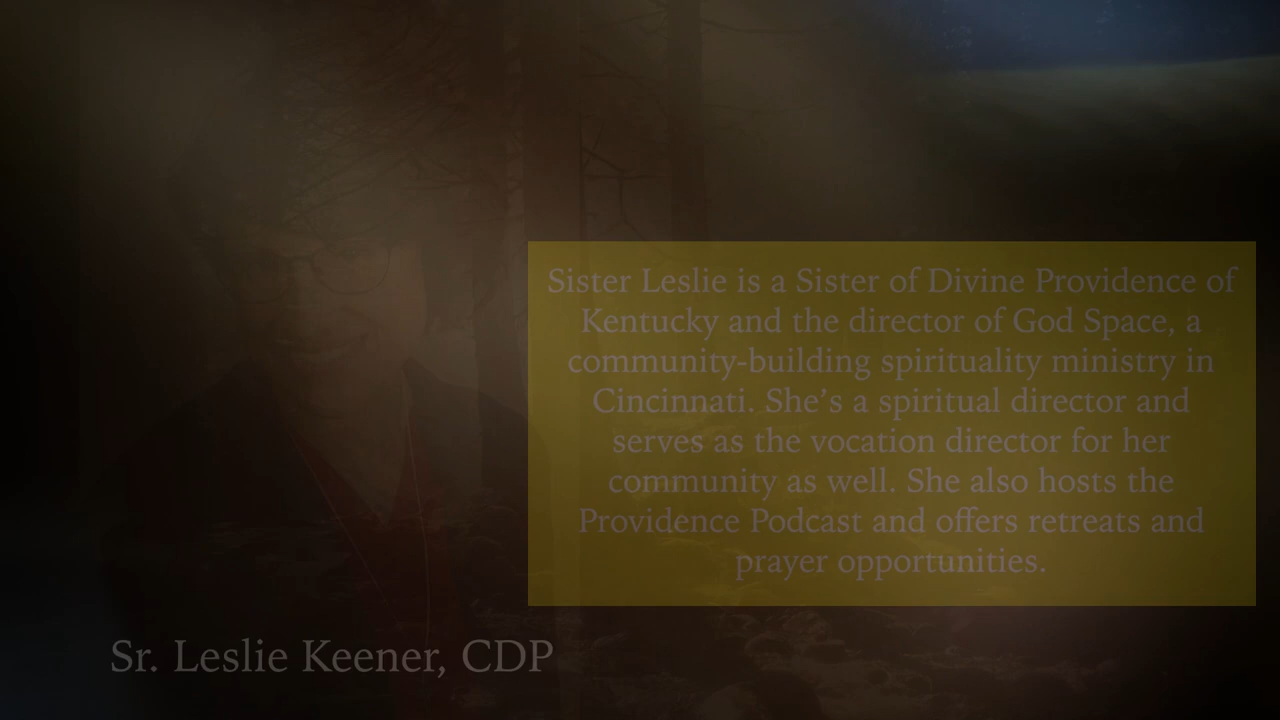 Sister Leslie is a Sister of Divine Providence of
Kentucky and the director of God Space, a
community-building spirituality ministry in
Cincinnati. She’s a spiritual director and
serves as the vocation director for her
community as well. She also hosts the
Providence Podcast and offers retreats and
prayer opportunities.
Sr. Leslie Keener, CDP